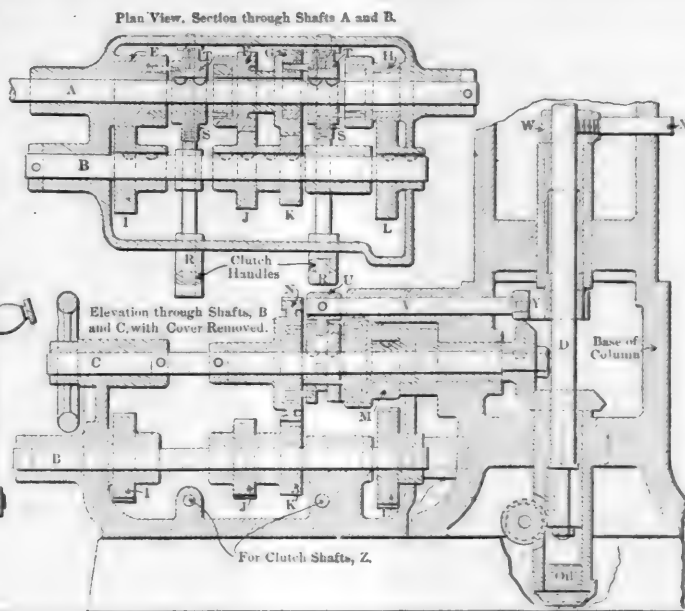 Plan View. Section through Shafts A and B.
E T F G T H
A
S S
B
I J K L
R R
Clutch
Handles
W
N U
Y
Elevation through Shafts, B
and C, with Cover Removed.
C
D
Base of
Column
M
B
I J K L
For Clutch Shafts, Z.
Oil